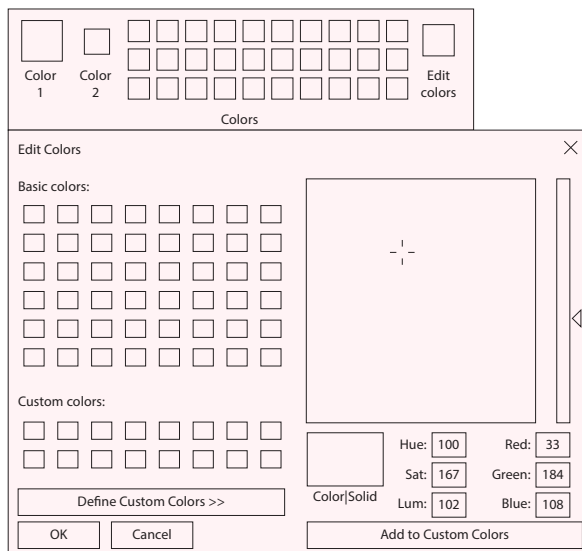 Color
1
Color
2
Edit
colors
Colors
Edit Colors
Basic colors:
Custom colors:
Define Custom Colors >>
OK
Cancel
Color|Solid
Hue: 100
Red: 33
Sat: 167
Green: 184
Lum: 102
Blue: 108
Add to Custom Colors